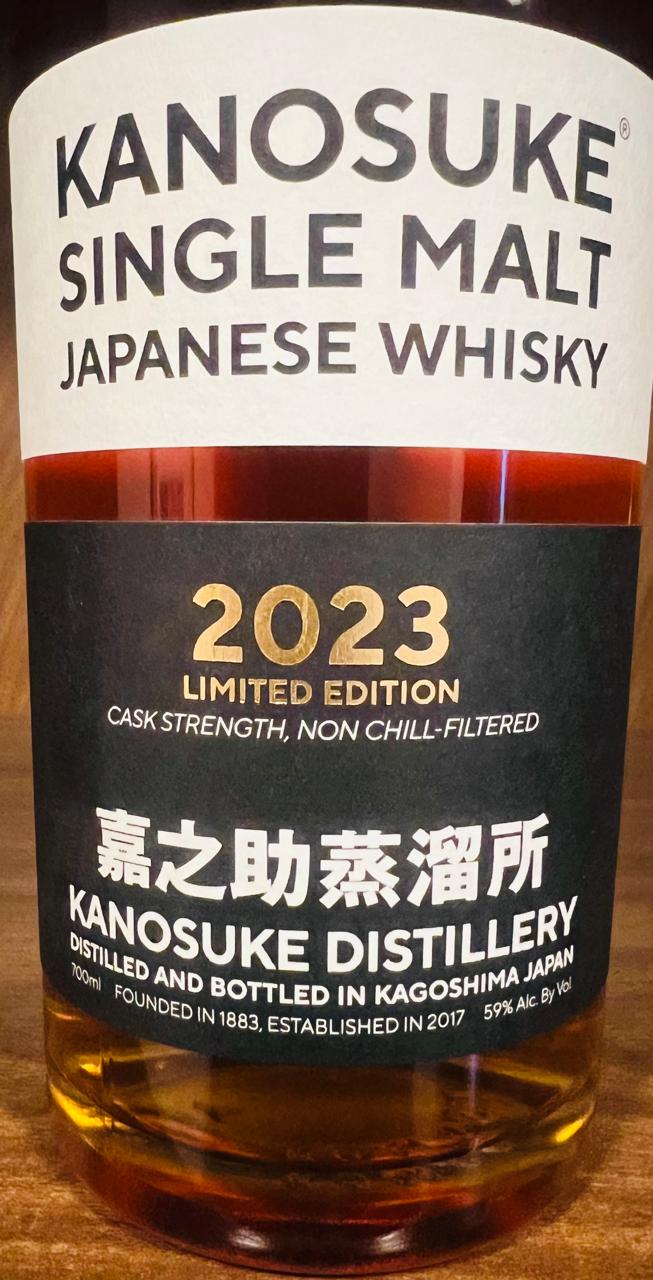 KANOSUKE®
SINGLE MALT
JAPANESE WHISKY
2023
LIMITED EDITION
CASK STRENGTH, NON CHILL-FILTERED
嘉之助蒸溜所
KANOSUKE DISTILLERY
DISTILLED AND BOTTLED IN KAGOSHIMA JAPAN
700ml FOUNDED IN 1883, ESTABLISHED IN 2017 59% Alc. By Vol.